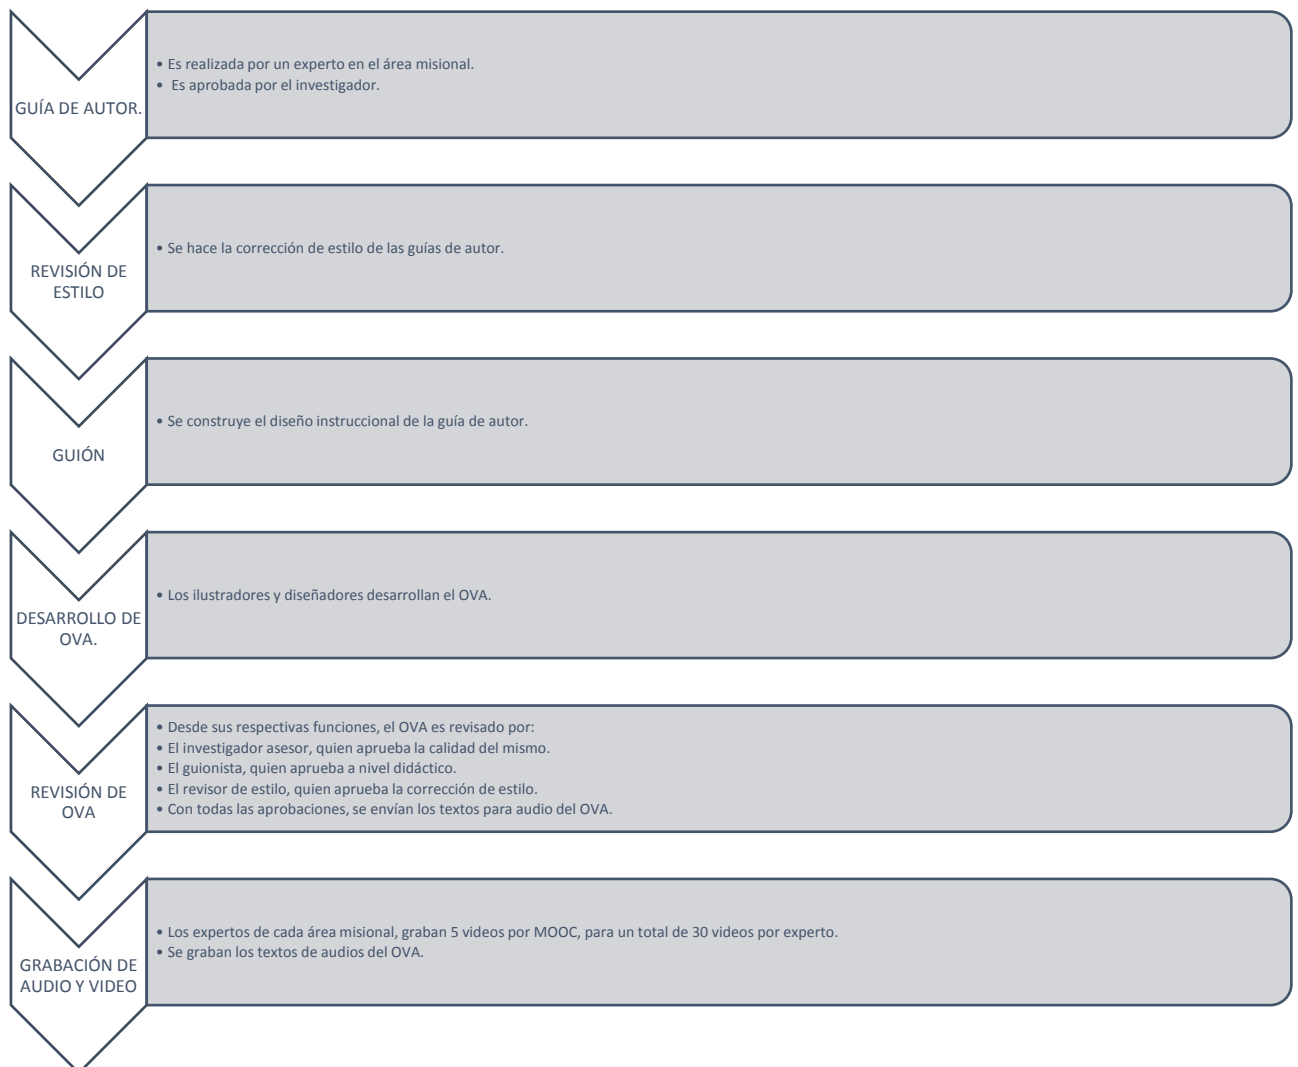 GUÍA DE AUTOR.
• Es realizada por un experto en el área misional.
• Es aprobada por el investigador.
REVISIÓN DE
ESTILO
• Se hace la corrección de estilo de las guías de autor.
GUIÓN
• Se construye el diseño instruccional de la guía de autor.
DESARROLLO DE
OVA.
• Los ilustradores y diseñadores desarrollan el OVA.
REVISIÓN DE
OVA
• Desde sus respectivas funciones, el OVA es revisado por:
• El investigador asesor, quien aprueba la calidad del mismo.
• El guionista, quien aprueba a nivel didáctico.
• El revisor de estilo, quien aprueba la corrección de estilo.
• Con todas las aprobaciones, se envían los textos para audio del OVA.
GRABACIÓN DE
AUDIO Y VIDEO
• Los expertos de cada área misional, graban 5 videos por MOOC, para un total de 30 videos por experto.
• Se graban los textos de audios del OVA.